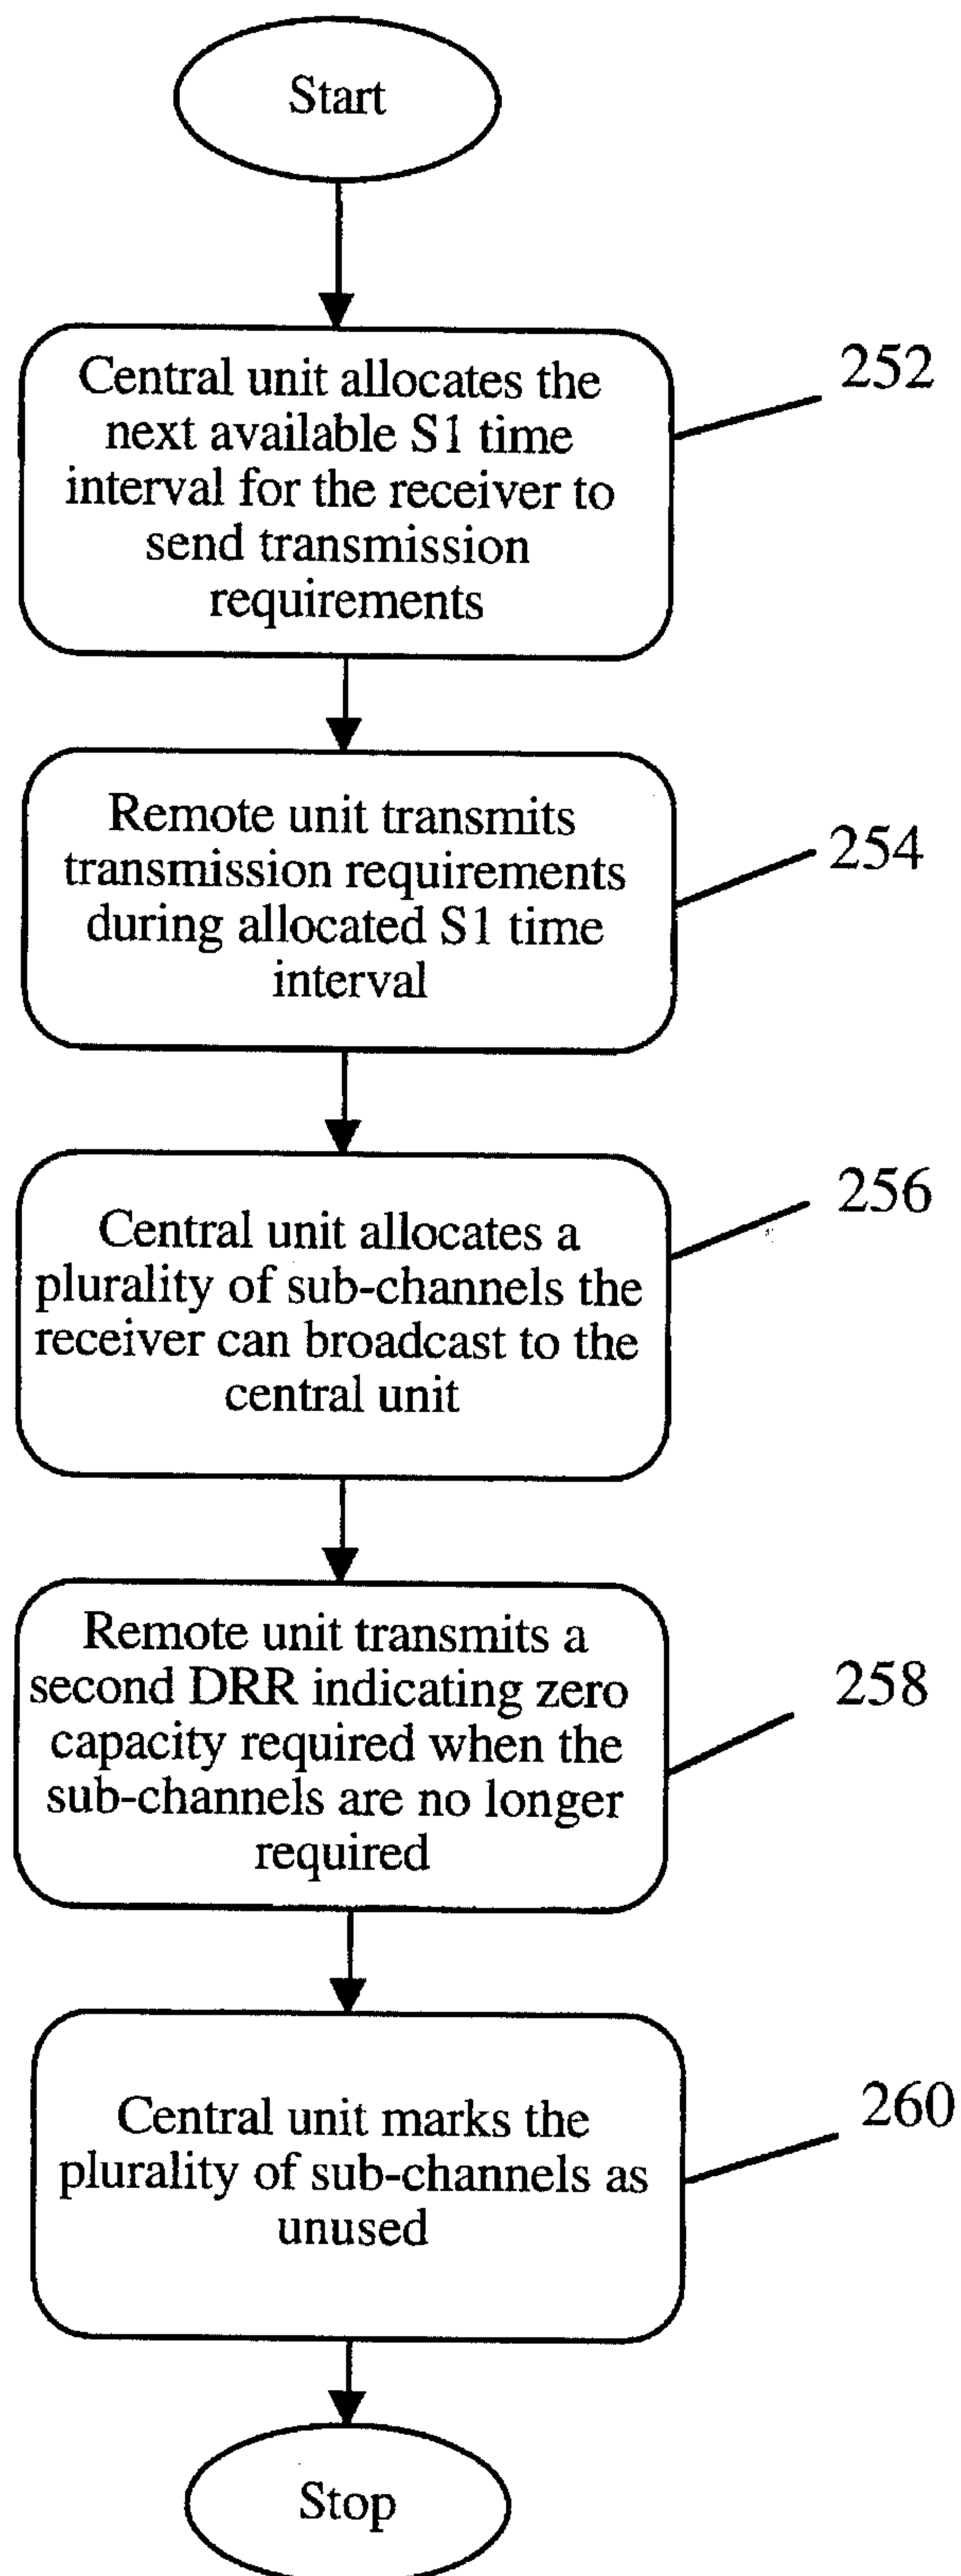 Start
Central unit allocates the
next available S1 time
interval for the receiver to
send transmission
requirements
252
Remote unit transmits
transmission requirements
during allocated S1 time
interval
254
Central unit allocates a
plurality of sub-channels the
receiver can broadcast to the
central unit
256
Remote unit transmits a
second DRR indicating zero
capacity required when the
sub-channels are no longer
required
258
Central unit marks the
plurality of sub-channels as
unused
260
Stop